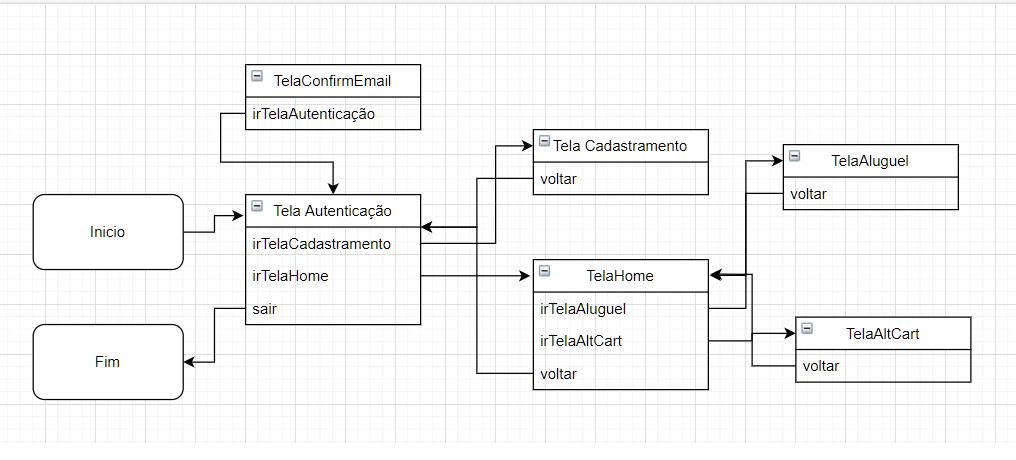 TelaConfirmEmail
irTelaAutenticação
Inicio
Fim
Tela Autenticação
irTelaCadastramento
irTelaHome
sair
Tela Cadastramento
voltar
TelaHome
irTelaAluguel
irTelaAltCart
voltar
TelaAluguel
voltar
TelaAltCart
voltar